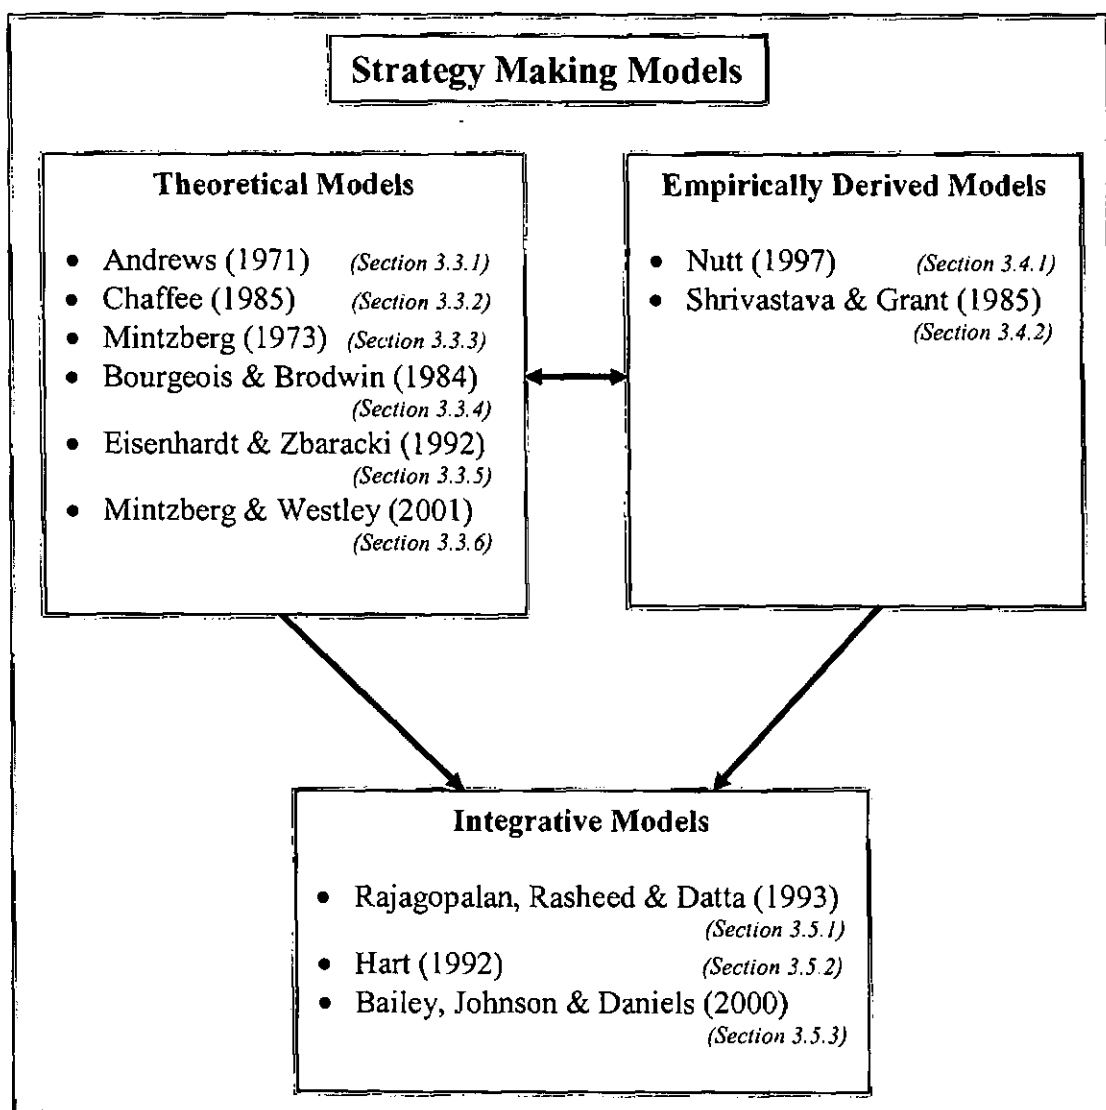 Strategy Making Models
Theoretical Models
• Andrews (1971) (Section 3.3.1)
• Chaffee (1985) (Section 3.3.2)
• Mintzberg (1973) (Section 3.3.3)
• Bourgeois & Brodwin (1984)
(Section 3.3.4)
• Eisenhardt & Zbaracki (1992)
(Section 3.3.5)
• Mintzberg & Westley (2001)
(Section 3.3.6)
Empirically Derived Models
• Nutt (1997) (Section 3.4.1)
• Shrivastava & Grant (1985)
(Section 3.4.2)
Integrative Models
• Rajagopalan, Rasheed & Datta (1993)
(Section 3.5.1)
• Hart (1992) (Section 3.5.2)
• Bailey, Johnson & Daniels (2000)
(Section 3.5.3)